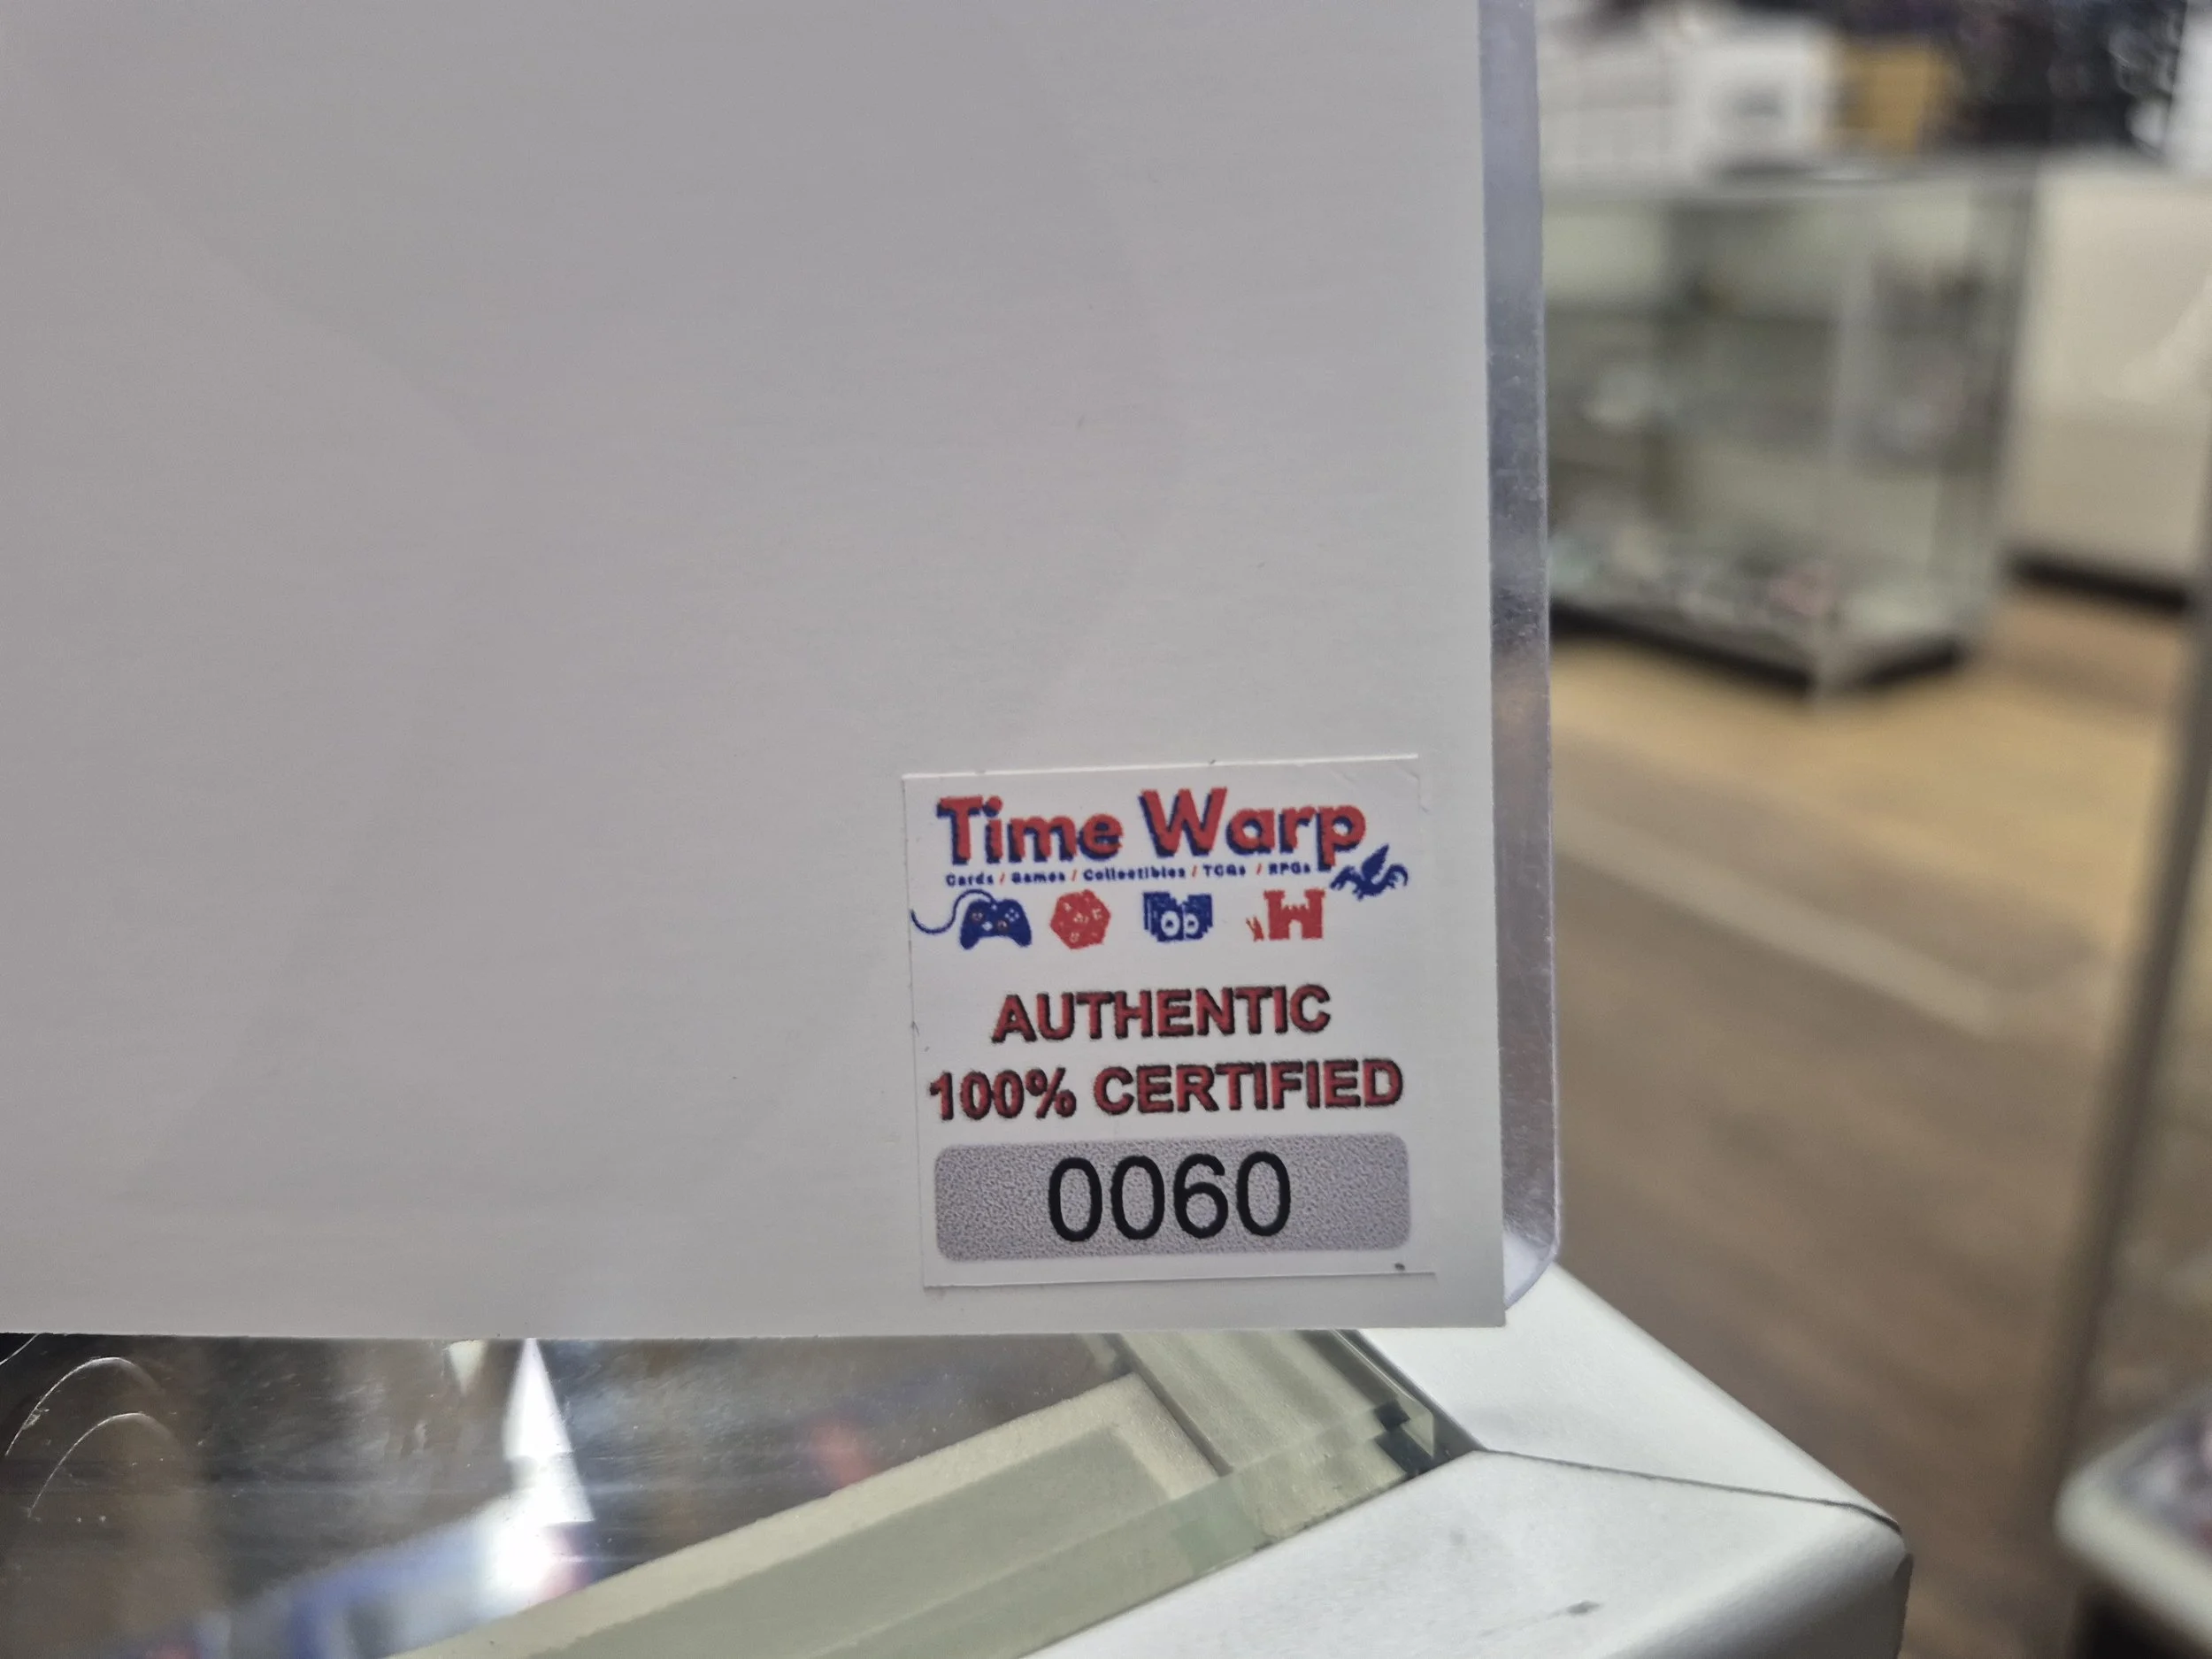 Time Warp
Cards / Games / Collectibles / TCGs / RPGs
AUTHENTIC
100% CERTIFIED
0060